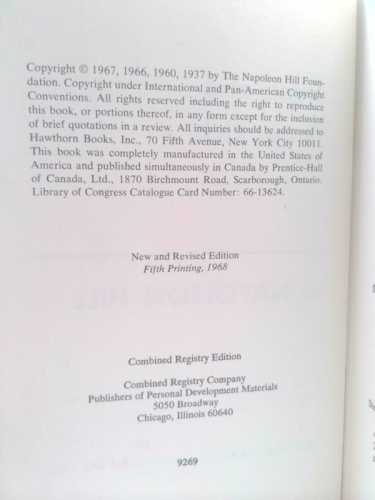 Copyright © 1967, 1966, 1960, 1937 by The Napoleon Hill Foun-
dation. Copyright under International and Pan-American Copyright
Conventions. All rights reserved including the right to reproduce
this book, or portions thereof, in any form except for the inclusion
of brief quotations in a review. All inquiries should be addressed to
Hawthorn Books, Inc., 70 Fifth Avenue, New York City 10011.
This book was completely manufactured in the United States of
America and published simultaneously in Canada by Prentice-Hall
of Canada, Ltd., 1870 Birchmount Road, Scarborough, Ontario.
Library of Congress Catalogue Card Number: 66-13624.
New and Revised Edition
Fifth Printing, 1968
NAPOLEON HILL
Combined Registry Edition
Combined Registry Company
Publishers of Personal Development Materials
5050 Broadway
Chicago, Illinois 60640
9269